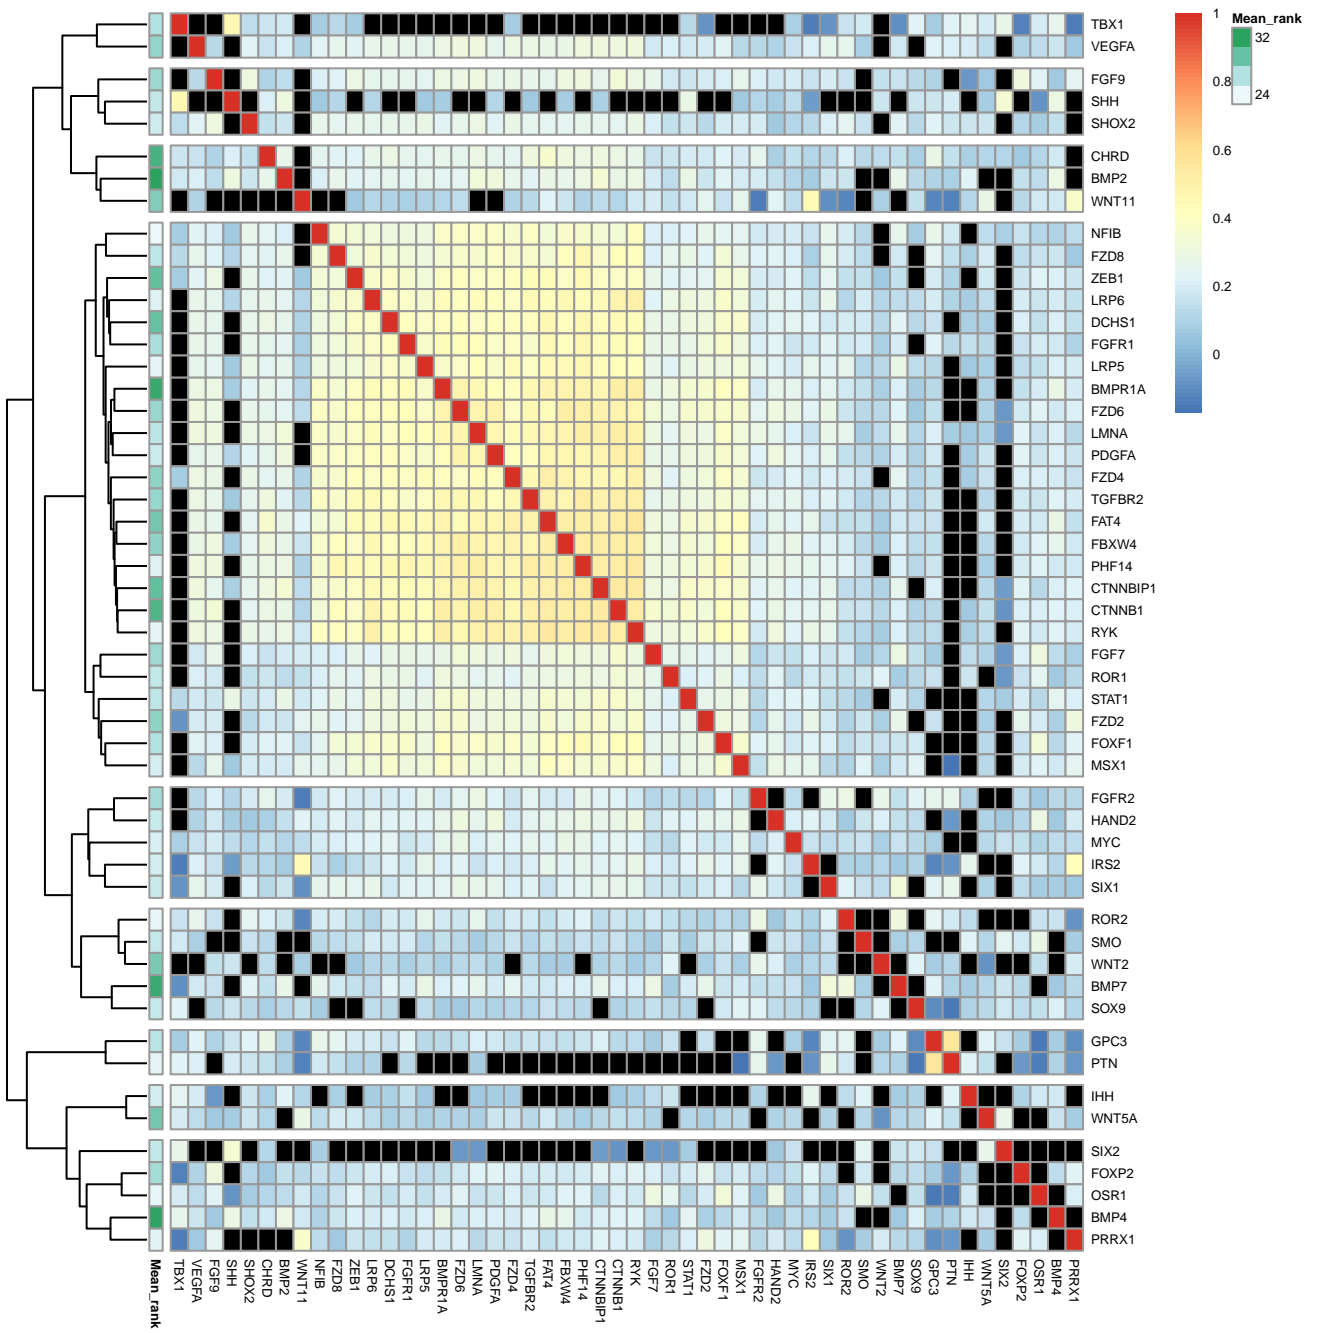 TBX1
VEGFA
FGF9
SHH
SHOX2
CHRD
BMP2
WNT11
NFIB
FZD8
ZEB1
LRP6
DCHS1
FGFR1
LRP5
BMPR1A
FZD6
LMNA
PDGFA
FZD4
TGFBR2
FAT4
FBXW4
PHF14
CTNNBIP1
CTNNB1
RYK
FGF7
ROR1
STAT1
FZD2
FOXF1
MSX1
FGFR2
HAND2
MYC
IRS2
SIX1
ROR2
SMO
WNT2
BMP7
SOX9
GPC3
PTN
IHH
WNT5A
SIX2
FOXP2
OSR1
BMP4
PRRX1
1
0.8
0.6
0.4
0.2
0
Mean_rank
32
24
Mean_rank
TBX1
VEGFA
FGF9
SHH
SHOX2
CHRD
BMP2
WNT11
NFIB
FZD8
ZEB1
LRP6
DCHS1
FGFR1
LRP5
BMPR1A
FZD6
LMNA
PDGFA
FZD4
TGFBR2
FAT4
FBXW4
PHF14
CTNNBIP1
CTNNB1
RYK
FGF7
ROR1
STAT1
FZD2
FOXF1
MSX1
FGFR2
HAND2
MYC
IRS2
SIX1
ROR2
SMO
WNT2
BMP7
SOX9
GPC3
PTN
IHH
WNT5A
SIX2
FOXP2
OSR1
BMP4
PRRX1